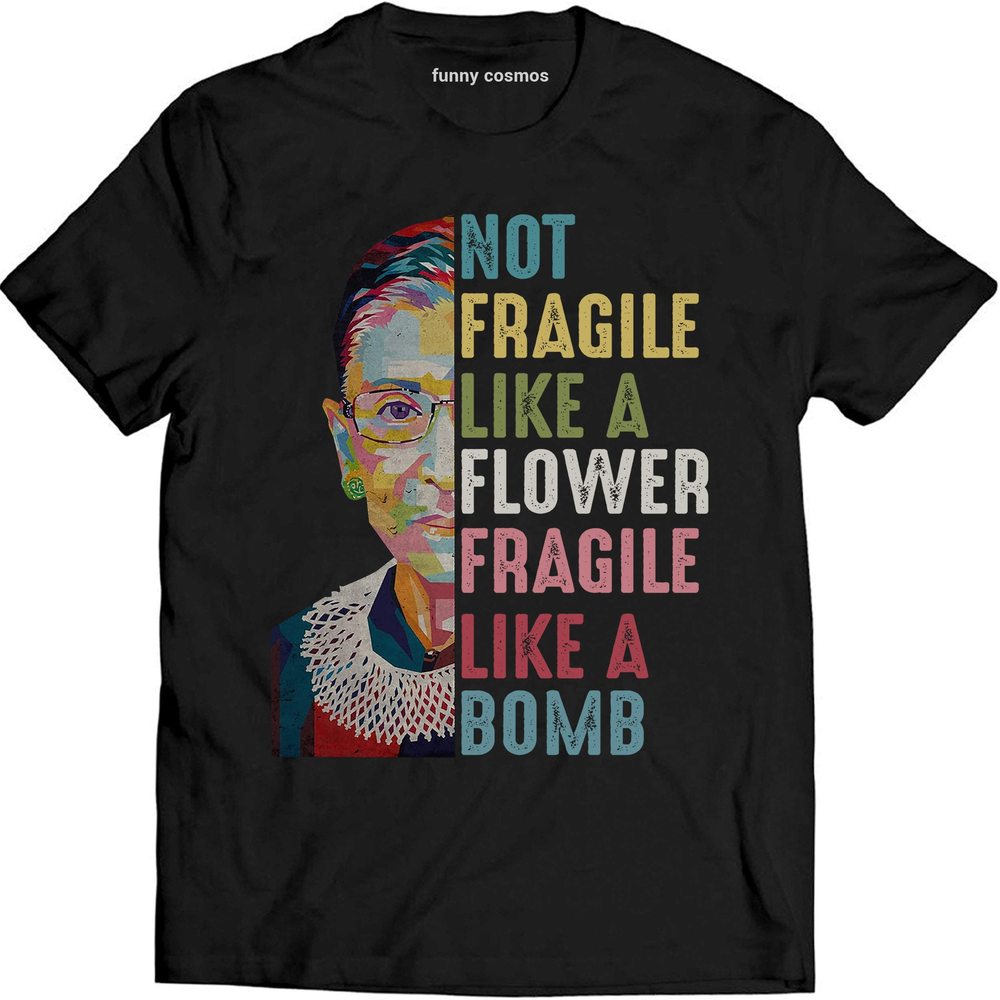 funny cosmos
NOT
FRAGILE
LIKE A
FLOWER
FRAGILE
LIKE A
BOMB